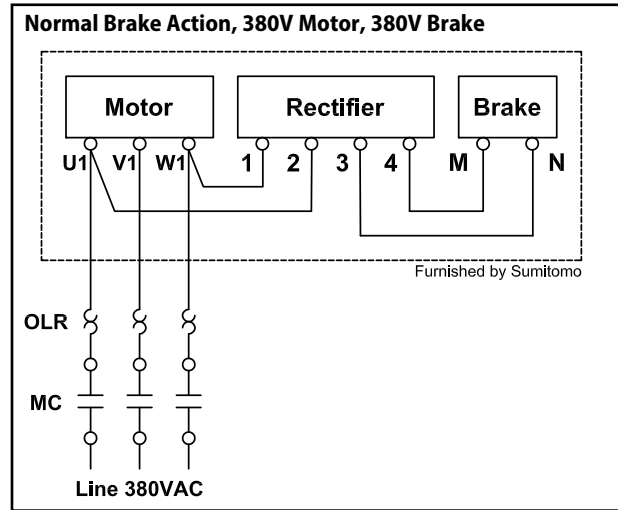 Normal Brake Action, 380V Motor, 380V Brake
Motor Rectifier Brake
U1 V1 W1 1 2 3 4 M N
Furnished by Sumitomo
OLR
MC
Line 380VAC